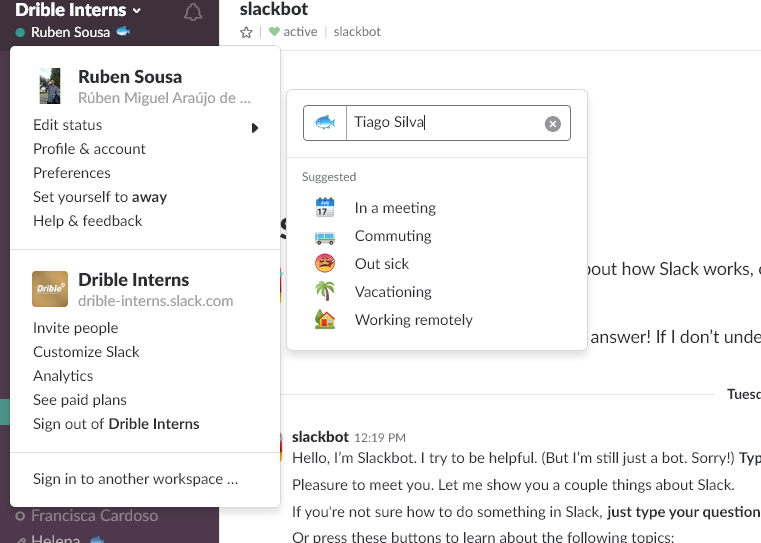 Drible Interns
Ruben Sousa
slackbot
active | slackbot
Ruben Sousa
Rúben Miguel Araújo de ...
Edit status
Profile & account
Preferences
Set yourself to away
Help & feedback
Drible
Drible Interns
drible-interns.slack.com
Invite people
Customize Slack
Analytics
See paid plans
Sign out of Drible Interns
Sign in to another workspace ...
Francisca Cardoso
Helena
Tiago Silva
Suggested
17
In a meeting
Commuting
Out sick
Vacationing
Working remotely
out how Slack works,
answer! If I don't unde
Tuesd
slackbot 12:19 PM
Hello, I'm Slackbot. I try to be helpful. (But I'm still just a bot. Sorry!) Typ
Pleasure to meet you. Let me show you a couple things about Slack.
If you're not sure how to do something in Slack, just type your question
Or press these buttons to learn about the following topics: